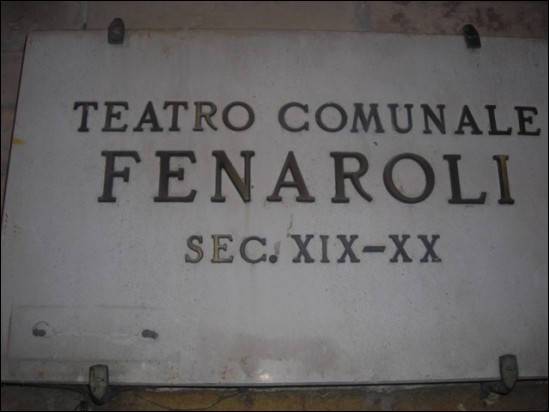 TEATRO COMUNALE
FENAROLI
SEC. XIX-XX